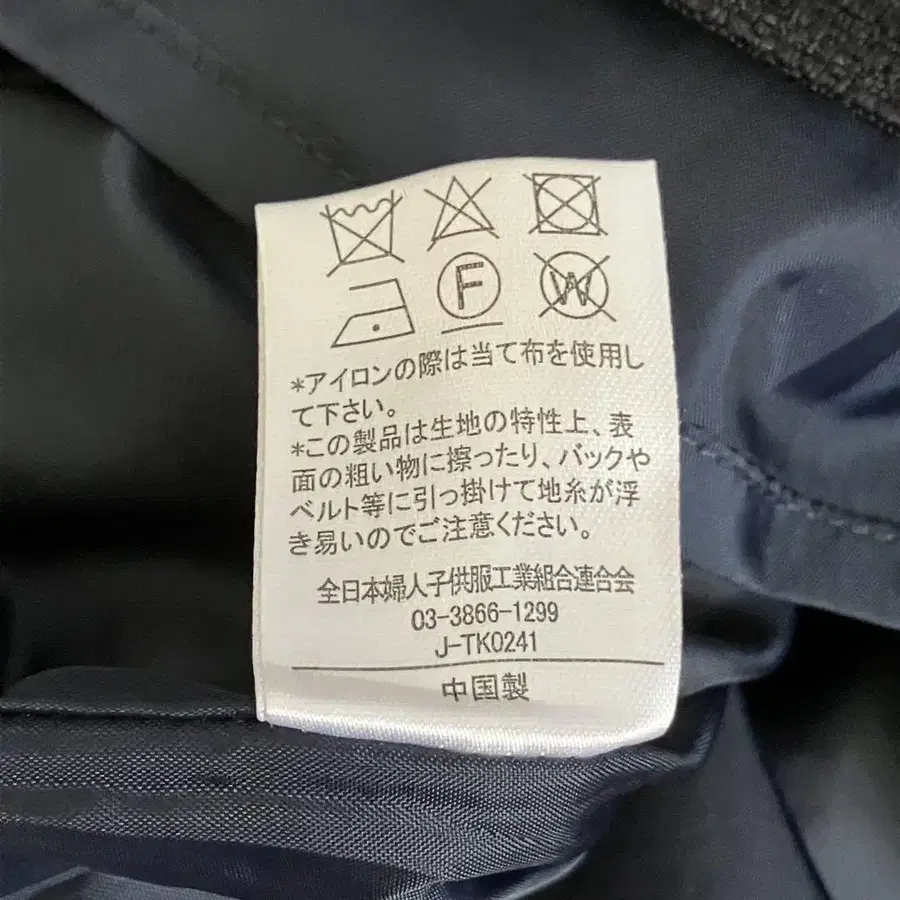 F W
*アイロンの際は当て布を使用し
て下さい。
*この製品は生地の特性上、表
面の粗い物に擦ったり、バックや
ベルト等に引っ掛けて地糸が浮
き易いのでご注意ください。
全日本婦人子供服工業組合連合会
03-3866-1299
J-TK0241
中国製